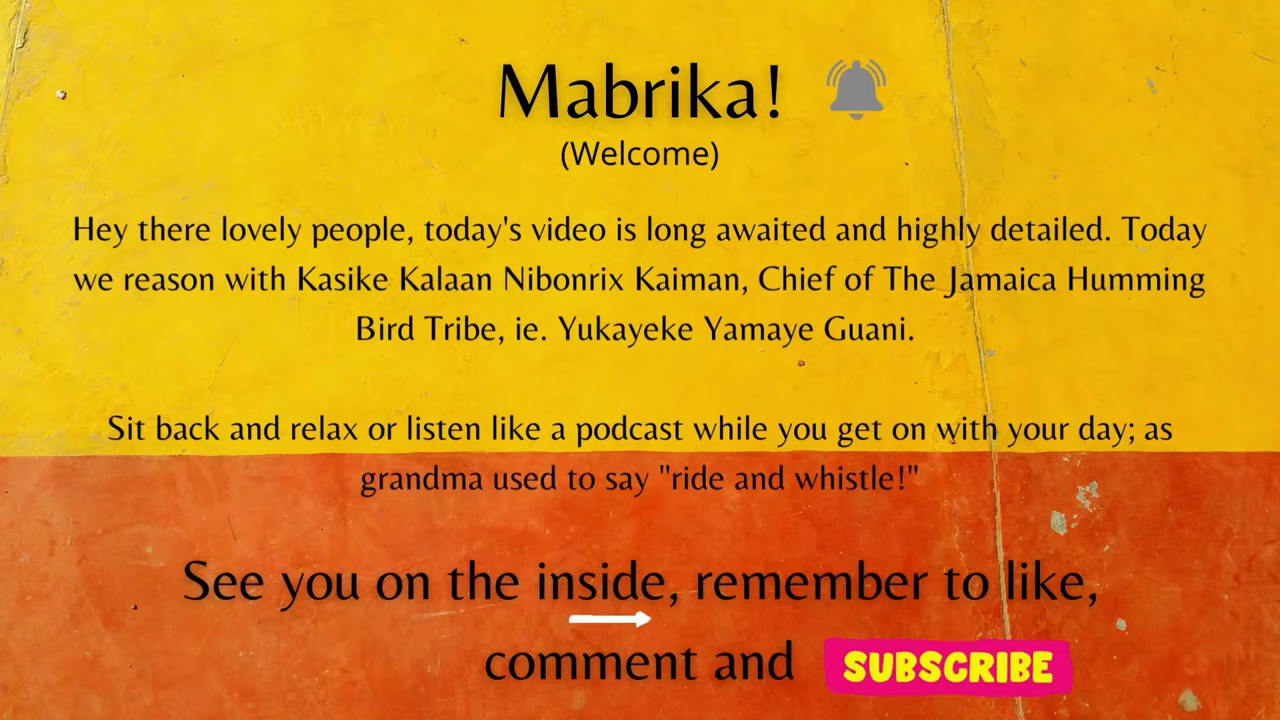 Mabrika!
(Welcome)
Hey there lovely people, today's video is long awaited and highly detailed. Today
we reason with Kasike Kalaan Nibonrix Kaiman, Chief of The Jamaica Humming
Bird Tribe, ie. Yukayeke Yamaye Guani.
Sit back and relax or listen like a podcast while you get on with your day; as
grandma used to say "ride and whistle!"
See you on the inside, remember to like,
comment and SUBSCRIBE